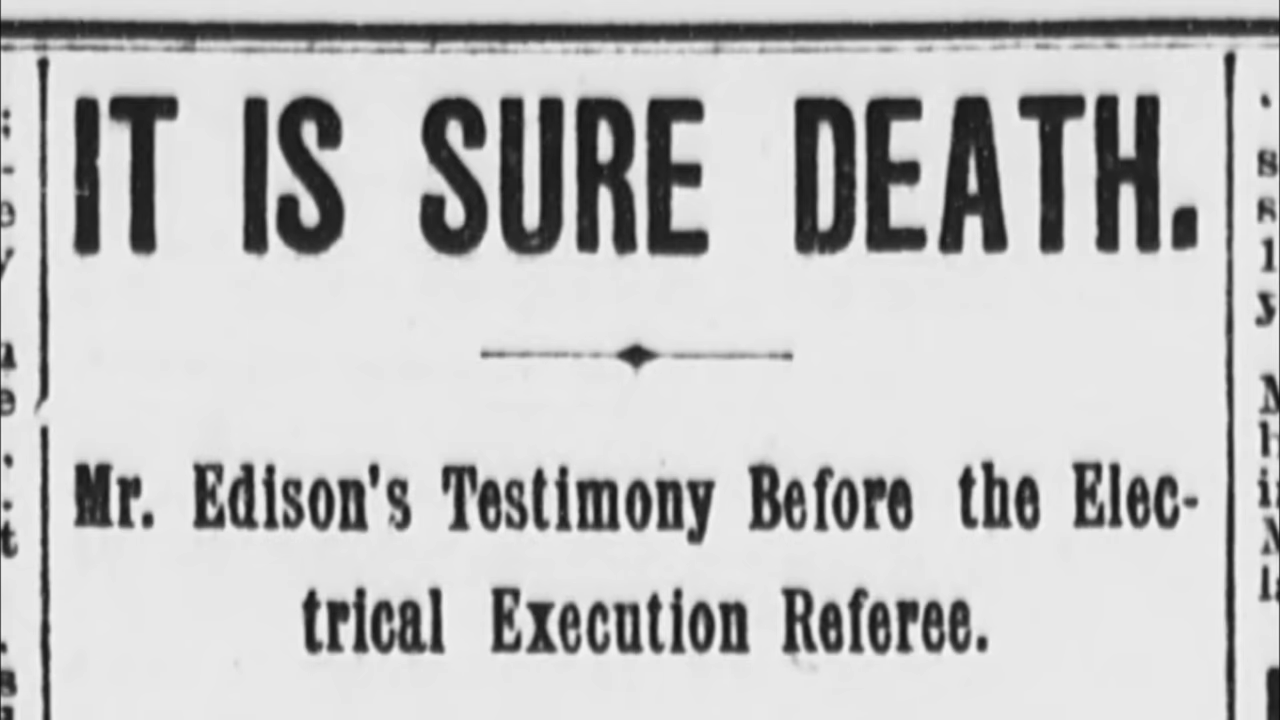 IT IS SURE DEATH.
Mr. Edison's Testimony Before the Elec-
trical Execution Referee.